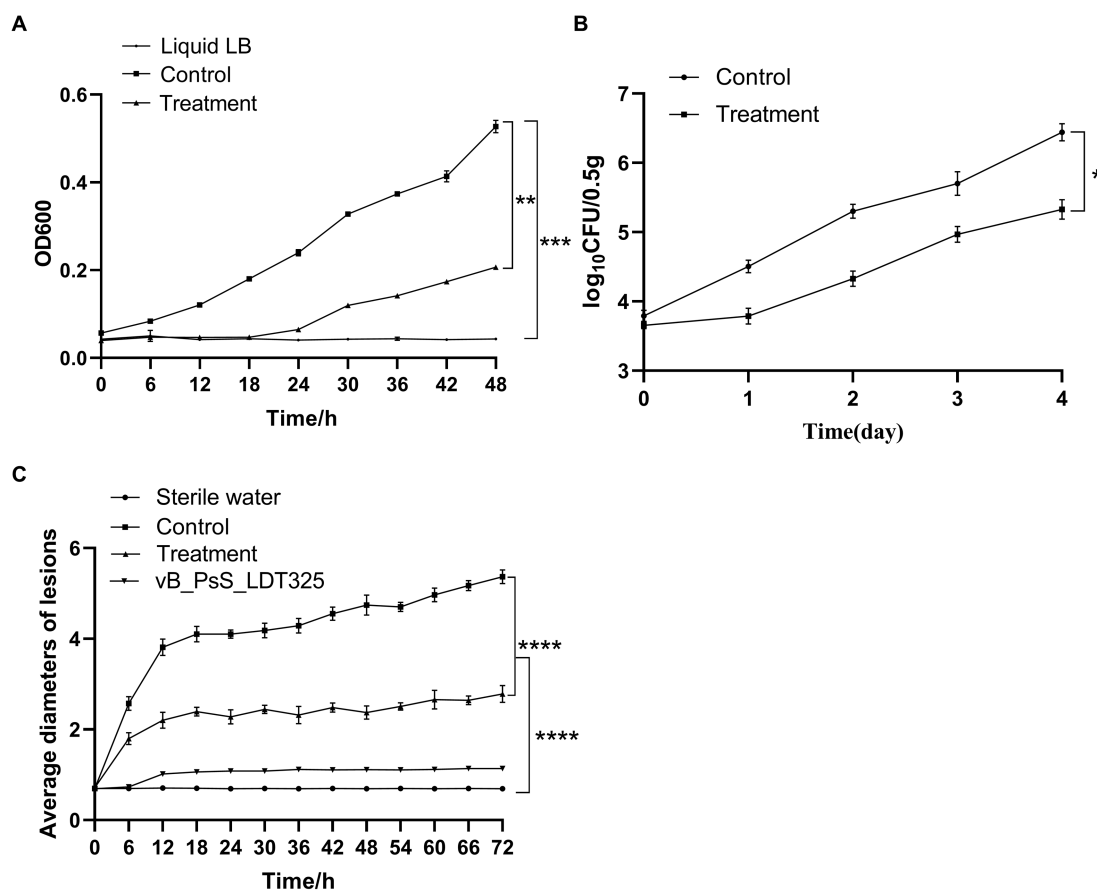 A
Liquid LB
Control
Treatment
OD600
0.6
0.4
0.2
0.0
**
***
0 6 12 18 24 30 36 42 48
Time/h
B
Control
Treatment
log10CFU/0.5g
7
6
5
4
3
*
0 1 2 3 4
Time(day)
C
Sterile water
Control
Treatment
vB_PsS_LDT325
Average diameters of lesions
6
4
2
0
****
****
0 6 12 18 24 30 36 42 48 54 60 66 72
Time/h